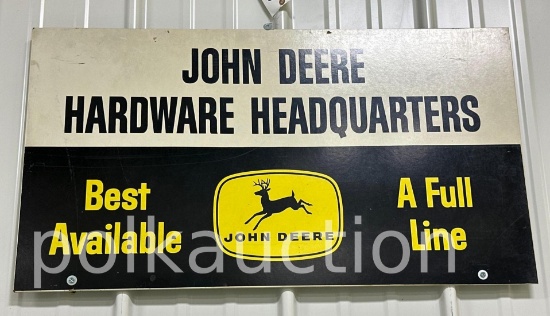 JOHN DEERE
HARDWARE HEADQUARTERS
Best
Available
JOHN DEERE
A Full
Line
polkauction